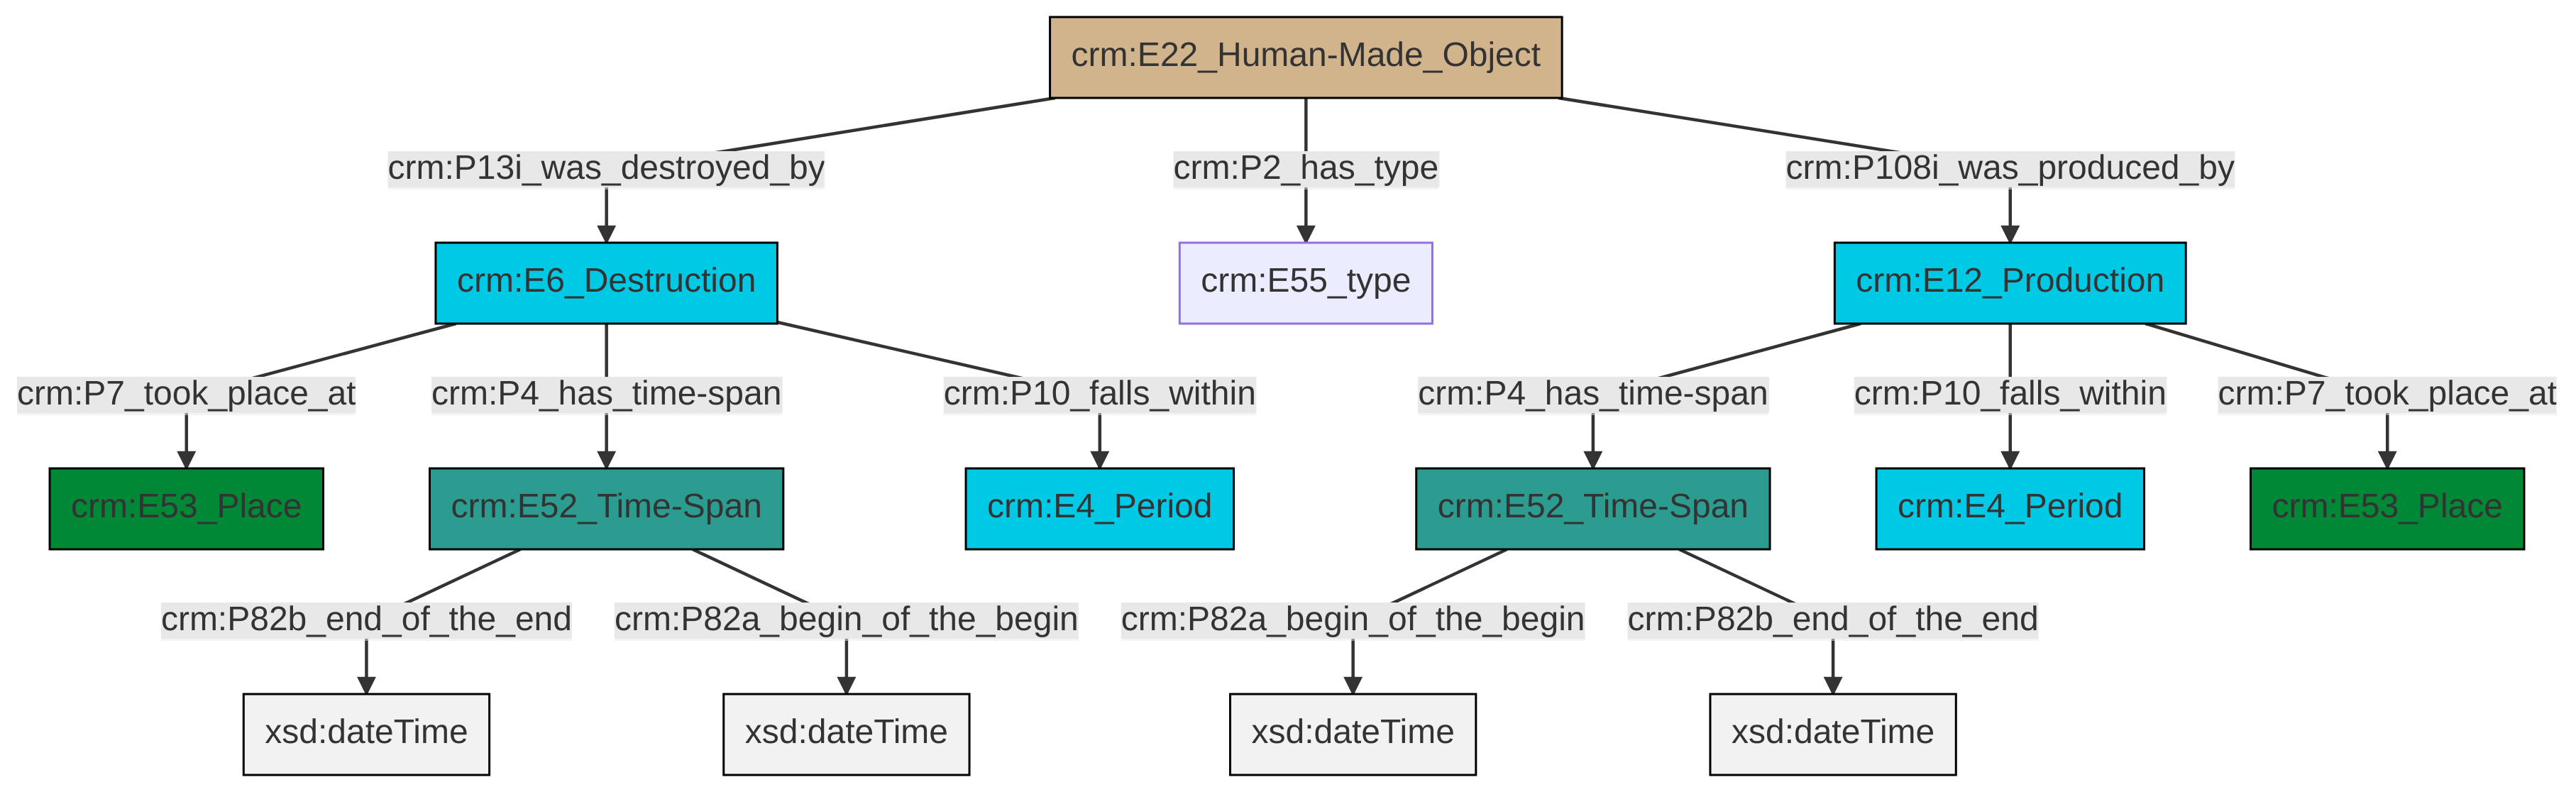 crm:E22_Human-Made_Object
crm:P13i_was_destroyed_by
crm:P2_has_type
crm:P108i_was_produced_by
crm:E6_Destruction
crm:E55_type
crm:E12_Production
crm:P7_took_place_at
crm:P4_has_time-span
crm:P10_falls_within
crm:P4_has_time-span
crm:P10_falls_within
crm:P7_took_place_at
crm:E53_Place
crm:E52_Time-Span
crm:E4_Period
crm:E52_Time-Span
crm:E4_Period
crm:E53_Place
crm:P82b_end_of_the_end
crm:P82a_begin_of_the_begin
crm:P82a_begin_of_the_begin
crm:P82b_end_of_the_end
xsd:dateTime
xsd:dateTime
xsd:dateTime
xsd:dateTime